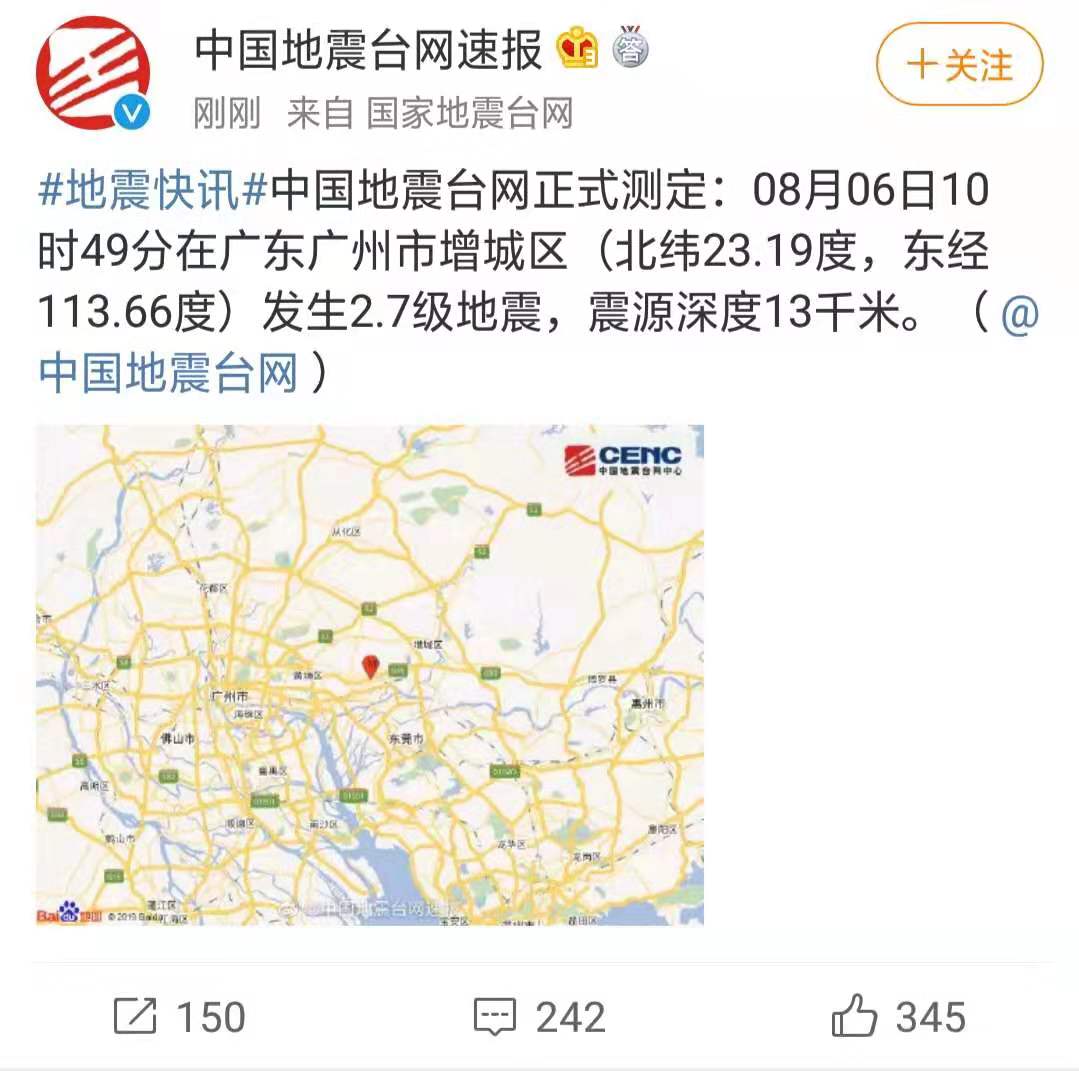 中国地震台网速报
答
刚刚 来自 国家地震台网
+关注
#地震快讯#中国地震台网正式测定：08月06日10
时49分在广东广州市增城区（北纬23.19度，东经
113.66度）发生2.7级地震，震源深度13千米。（@
中国地震台网 ）
CENC
中国地震台网中心
从化区
花都区
增城区
三水区
黄埔区
博罗县
广州市
惠州市
海珠区
佛山市
东莞市
番禺区
高明区
顺德区
南沙区
惠阳区
鹤山市
龙华区
龙岗区
蓬江区
江海区
宝安区
盐田区
Baidu地图 © 2019 Baidu
@中国地震台网速报
150
242
345